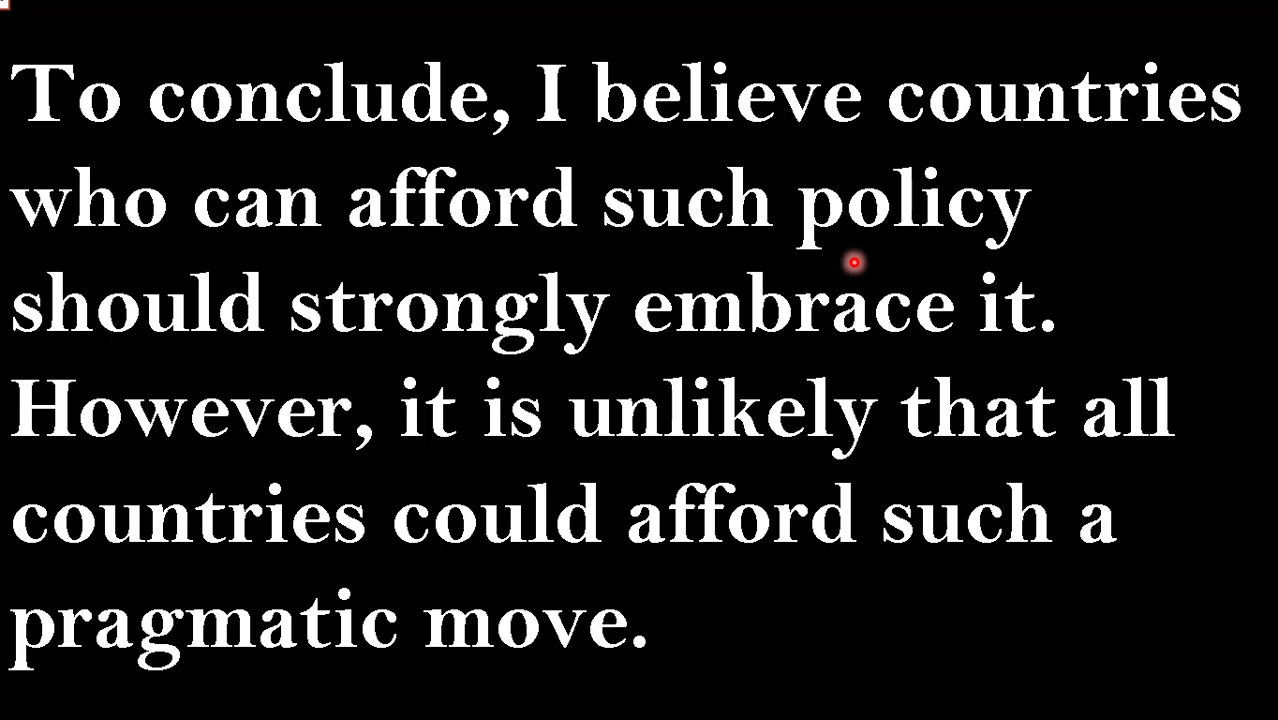 To conclude, I believe countries
who can afford such policy
should strongly embrace it.
However, it is unlikely that all
countries could afford such a
pragmatic move.